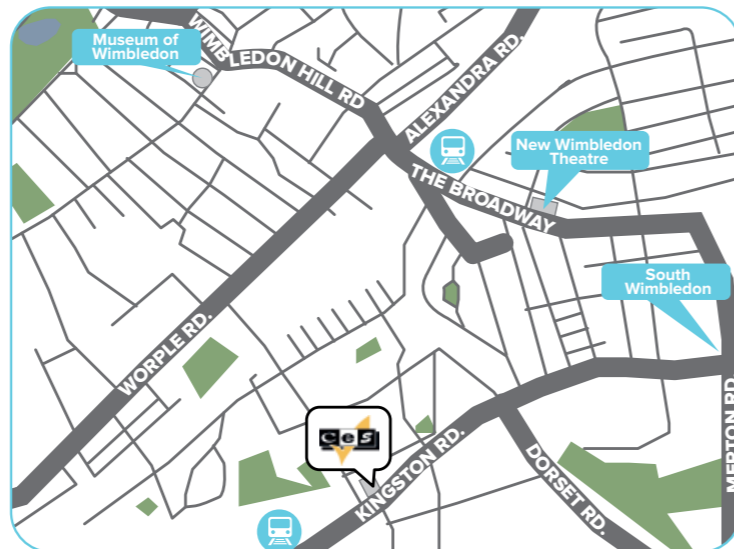 Museum of
Wimbledon
WIMBLEDON HILL RD
ALEXANDRA RD.
New Wimbledon
Theatre
THE BROADWAY
South
Wimbledon
WORPLE RD.
ces
KINGSTON RD.
DORSET RD.
MERTON RD